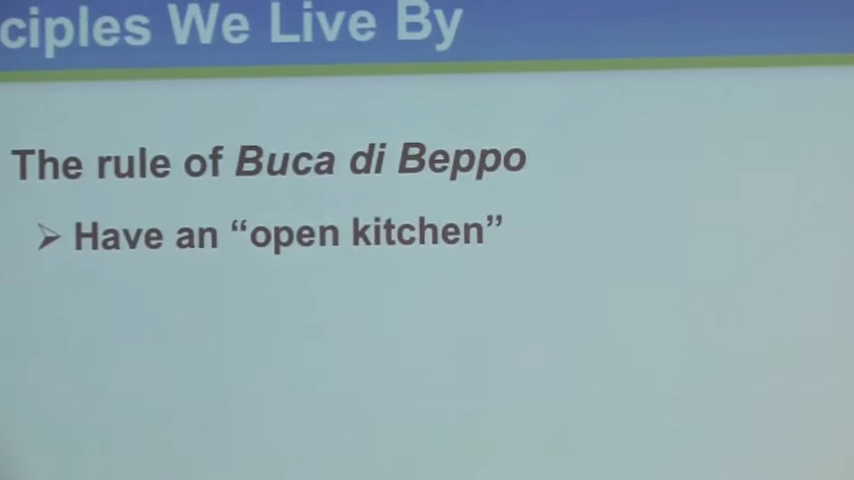 ciples We Live By
The rule of Buca di Beppo
➢ Have an “open kitchen”